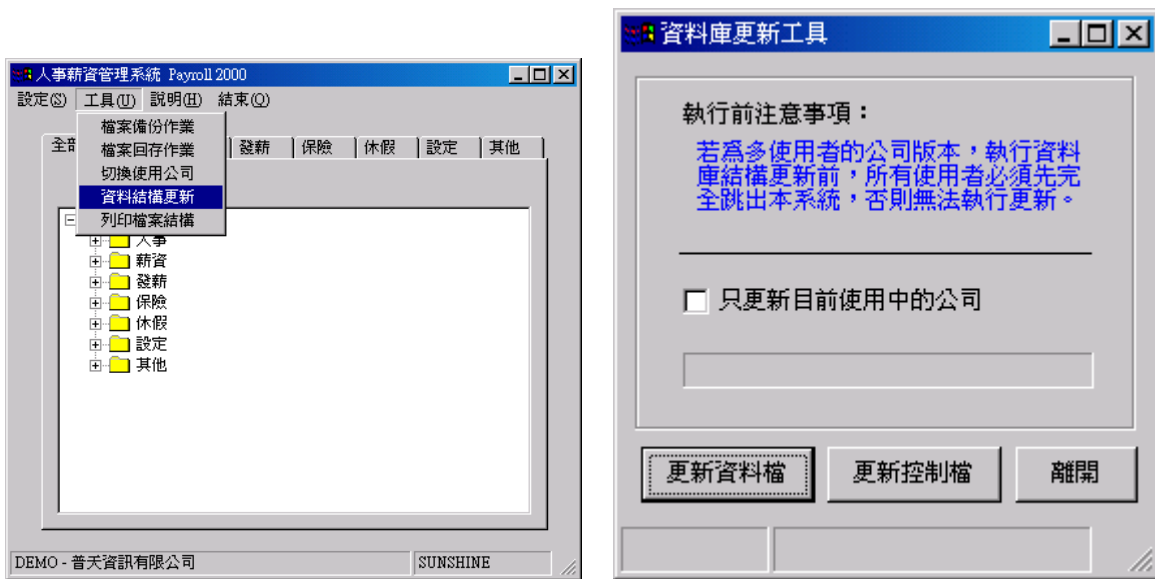 人事薪資管理系統 Payroll 2000
設定(S) 工具(U) 說明(H) 結束(Q)
檔案備份作業
檔案回存作業
切換使用公司
資料結構更新
列印檔案結構
全部 發薪 保險 休假 設定 其他
人事
薪資
發薪
保險
休假
設定
其他
DEMO - 普天資訊有限公司 SUNSHINE
資料庫更新工具
執行前注意事項：
若為多使用者的公司版本，執行資料
庫結構更新前，所有使用者必須先完
全跳出本系統，否則無法執行更新。
只更新目前使用中的公司
更新資料檔 更新控制檔 離開